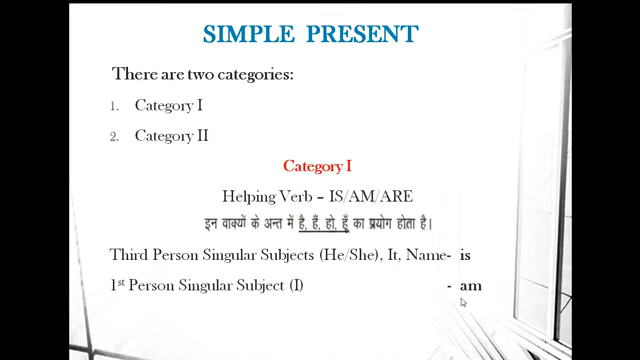 SIMPLE PRESENT
There are two categories:
1. Category I
2. Category II
Category I
Helping Verb – IS/AM/ARE
इन वाक्यों के अन्त में है, हैं, हो, हूँ का प्रयोग होता है।
Third Person Singular Subjects (He/She), It, Name- is
1st Person Singular Subject (I) - am